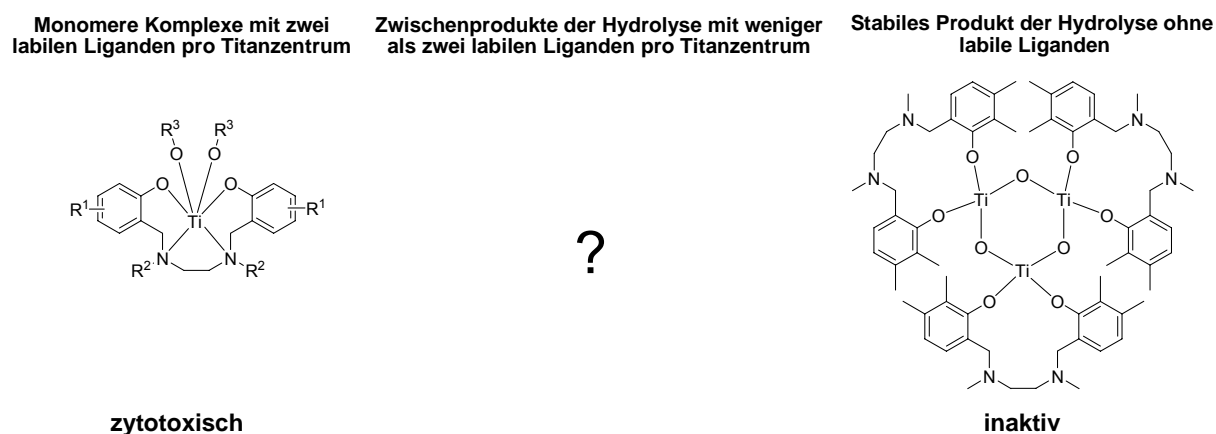 Monomere Komplexe mit zwei
labilen Liganden pro Titanzentrum
Zwischenprodukte der Hydrolyse mit weniger
als zwei labilen Liganden pro Titanzentrum
Stabiles Produkt der Hydrolyse ohne
labile Liganden
R³ R³
O O
O O
R¹ Ti R¹
N N
R² R²
?
N N
O O
N O N
Ti Ti
O O
O O
Ti
O O
N N
zytotoxisch
inaktiv